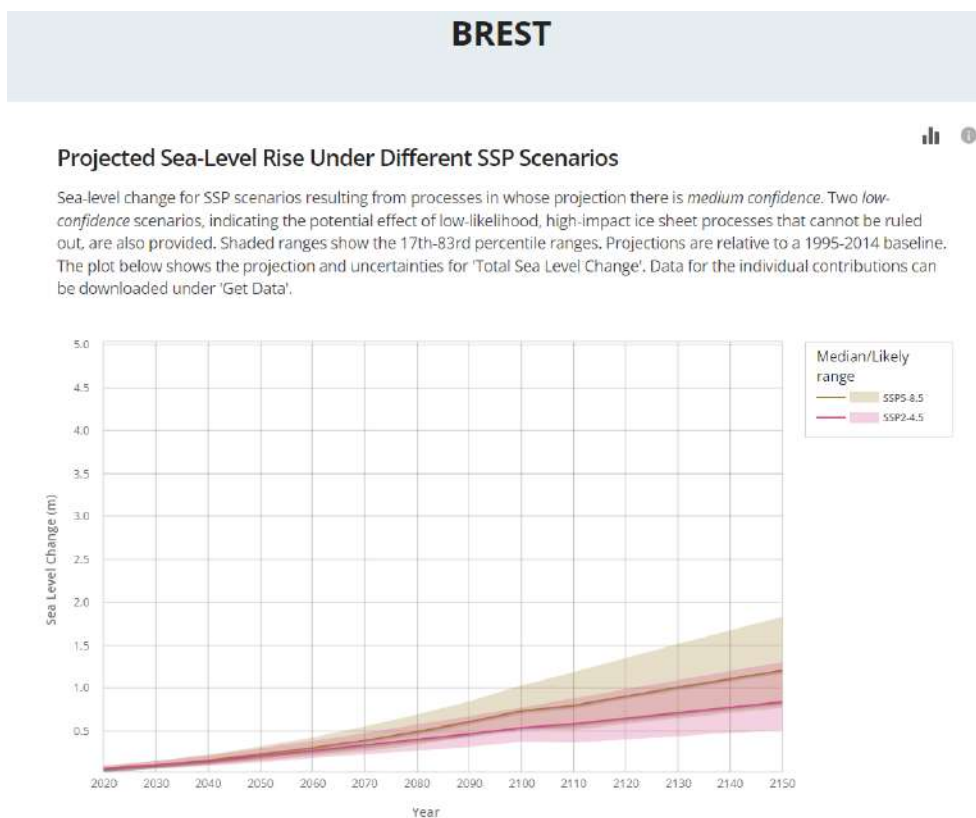 BREST
Projected Sea-Level Rise Under Different SSP Scenarios
Sea-level change for SSP scenarios resulting from processes in whose projection there is medium confidence. Two low-
confidence scenarios, indicating the potential effect of low-likelihood, high-impact ice sheet processes that cannot be ruled
out, are also provided. Shaded ranges show the 17th-83rd percentile ranges. Projections are relative to a 1995-2014 baseline.
The plot below shows the projection and uncertainties for 'Total Sea Level Change'. Data for the individual contributions can
be downloaded under 'Get Data'.
Median/Likely
range
SSP5-8.5
SSP2-4.5
Sea Level Change (m)
5.0
4.5
4.0
3.5
3.0
2.5
2.0
1.5
1.0
0.5
2020 2030 2040 2050 2060 2070 2080 2090 2100 2110 2120 2130 2140 2150
Year